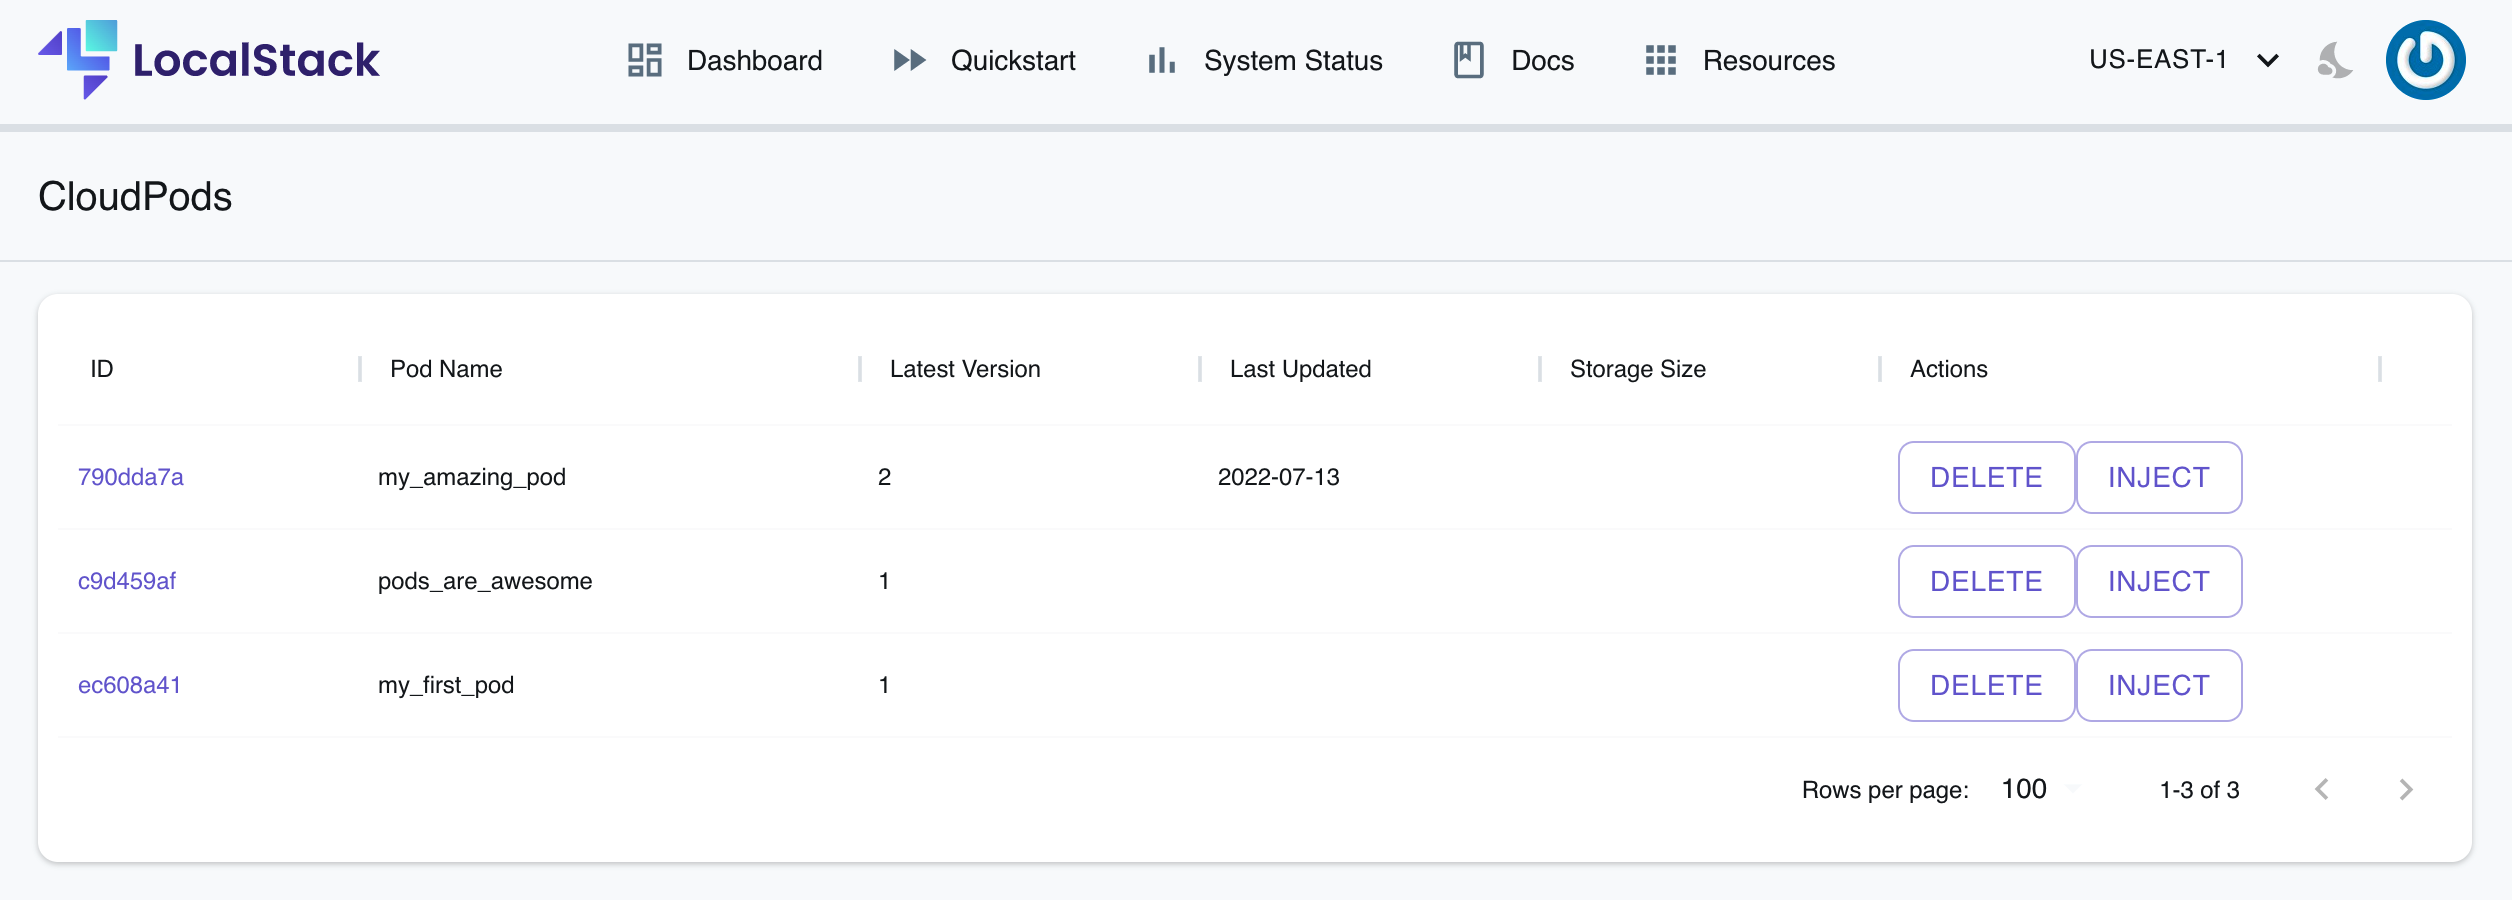 LocalStack Dashboard Quickstart System Status Docs Resources US-EAST-1
CloudPods
ID Pod Name Latest Version Last Updated Storage Size Actions
790dda7a my_amazing_pod 2 2022-07-13 DELETE INJECT
c9d459af pods_are_awesome 1 DELETE INJECT
ec608a41 my_first_pod 1 DELETE INJECT
Rows per page: 100 1-3 of 3